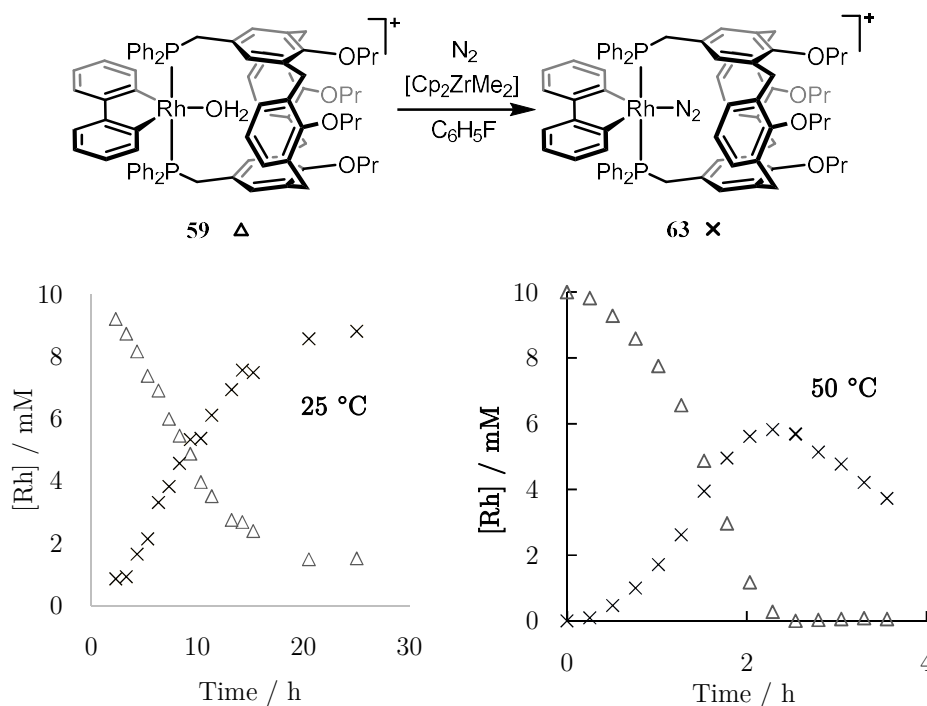 Ph₂P
OPr
OPr
Rh–OH₂
OPr
Ph₂P
OPr
]⁺
59 △
N₂
[Cp₂ZrMe₂]
C₆H₅F
Ph₂P
OPr
OPr
Rh–N₂
OPr
Ph₂P
OPr
]⁺
63 ×
[Rh] / mM
10
8
6
4
2
0
25 °C
0 10 20 30
Time / h
[Rh] / mM
10
8
6
4
2
0
50 °C
0 2 4
Time / h